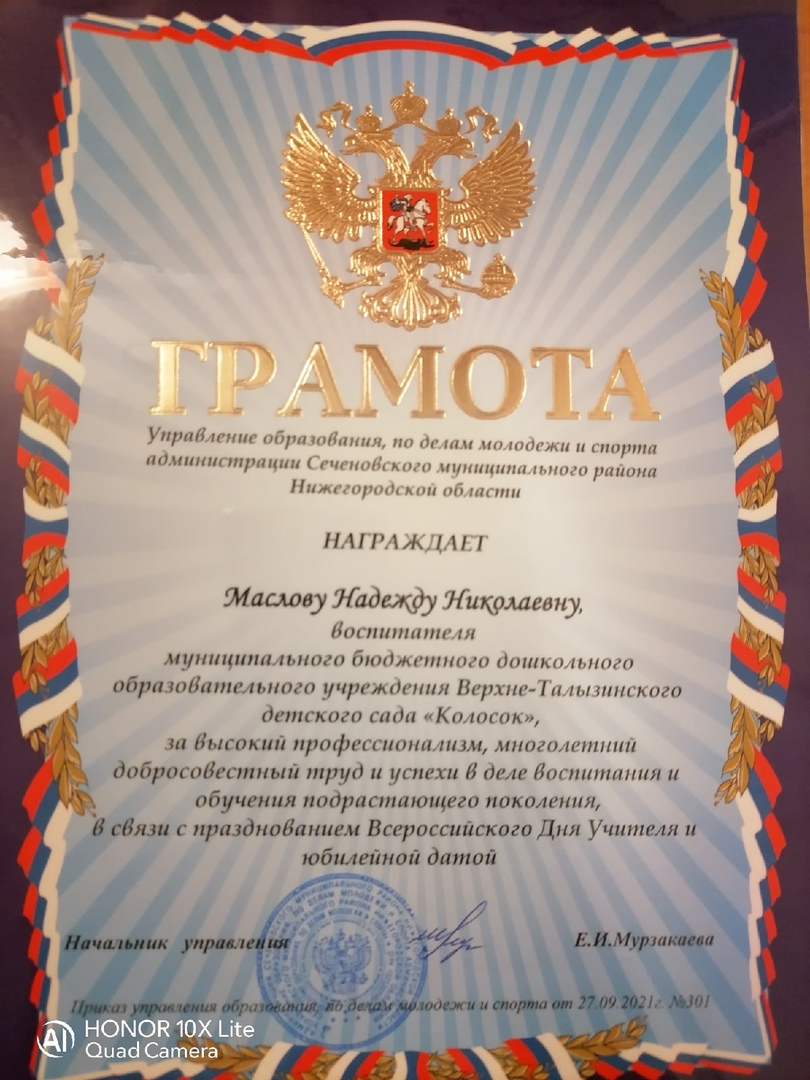 ГРАМОТА
Управление образования, по делам молодежи и спорта
администрации Сеченовского муниципального района
Нижегородской области
НАГРАЖДАЕТ
Маслову Надежду Николаевну,
воспитателя
муниципального бюджетного дошкольного
образовательного учреждения Верхне-Талызинского
детского сада «Колосок»,
за высокий профессионализм, многолетний
добросовестный труд и успехи в деле воспитания и
обучения подрастающего поколения,
в связи с празднованием Всероссийского Дня Учителя и
юбилейной датой
Начальник управления Е.И.Мурзакаева
Приказ управления образования, по делам молодежи и спорта от 27.09.2021г. №301
AI HONOR 10X Lite
Quad Camera